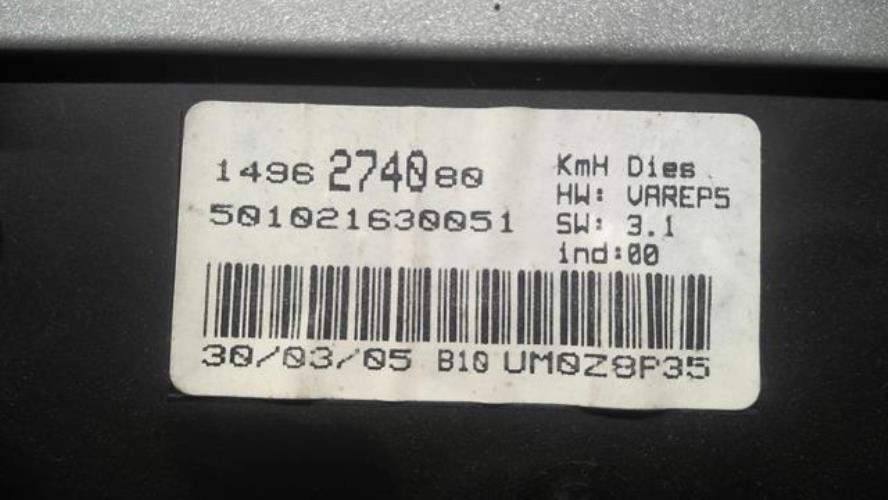 1496 2740 80
501021630051
KmH Dies.
HW: VAREP5
SW: 3.1
ind:00
30/03/05 B10 UM0Z8P35